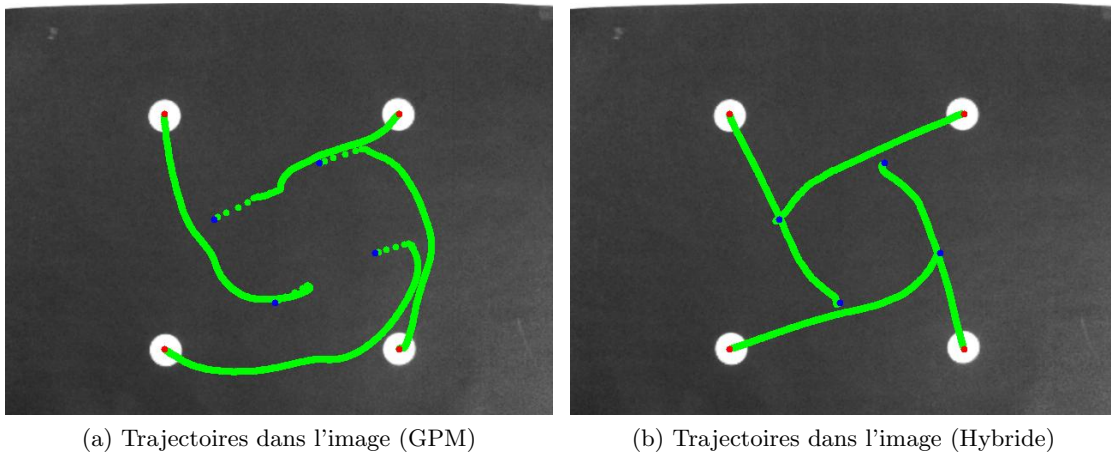 (a) Trajectoires dans l'image (GPM)
(b) Trajectoires dans l'image (Hybride)